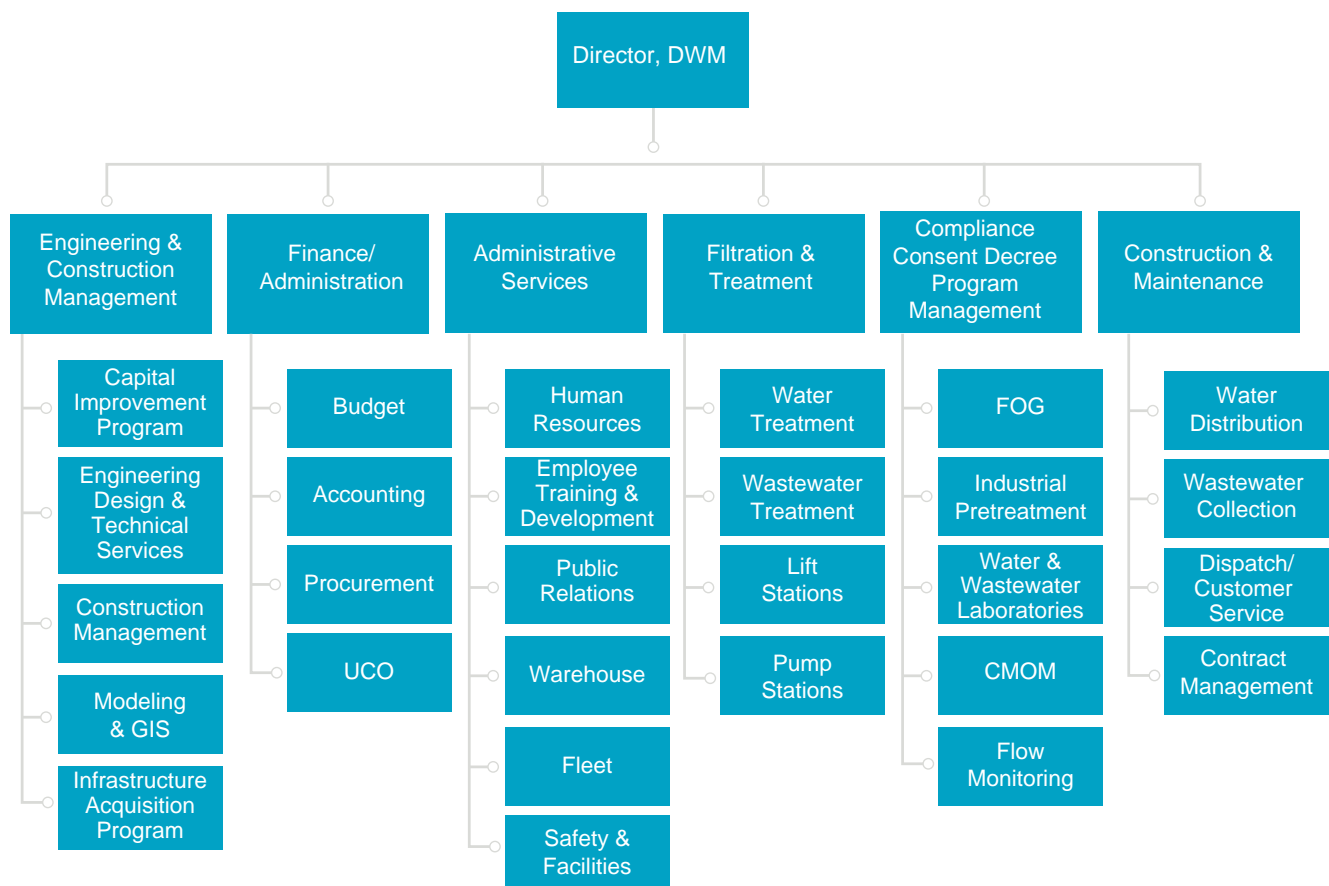 Director, DWM
Engineering &
Construction
Management
Finance/
Administration
Administrative
Services
Filtration &
Treatment
Compliance
Consent Decree
Program
Management
Construction &
Maintenance
Capital
Improvement
Program
Engineering
Design &
Technical
Services
Construction
Management
Modeling
& GIS
Infrastructure
Acquisition
Program
Budget
Accounting
Procurement
UCO
Human
Resources
Employee
Training &
Development
Public
Relations
Warehouse
Fleet
Safety &
Facilities
Water
Treatment
Wastewater
Treatment
Lift
Stations
Pump
Stations
FOG
Industrial
Pretreatment
Water &
Wastewater
Laboratories
CMOM
Flow
Monitoring
Water
Distribution
Wastewater
Collection
Dispatch/
Customer
Service
Contract
Management